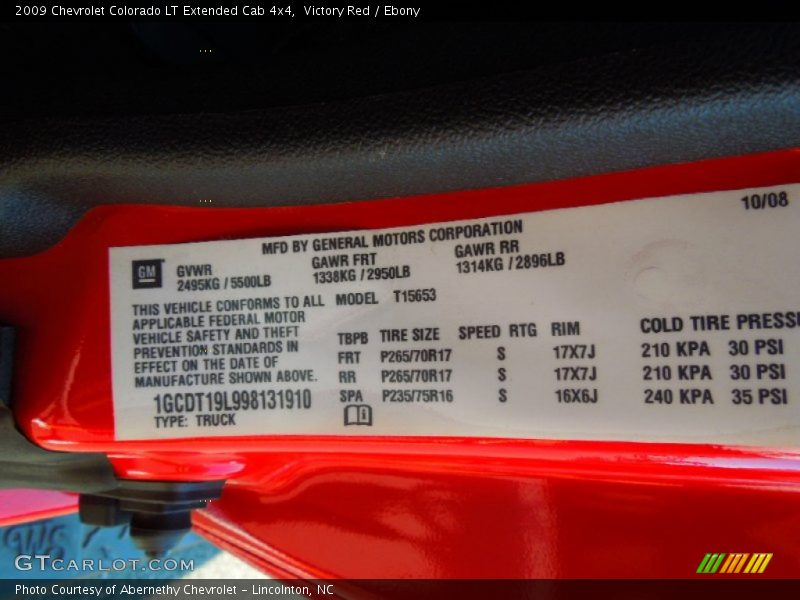 2009 Chevrolet Colorado LT Extended Cab 4x4, Victory Red / Ebony
10/08
MFD BY GENERAL MOTORS CORPORATION
GM
GVWR GAWR FRT GAWR RR
2495KG / 5500LB 1338KG / 2950LB 1314KG / 2896LB
THIS VEHICLE CONFORMS TO ALL MODEL T15653
APPLICABLE FEDERAL MOTOR
VEHICLE SAFETY AND THEFT
PREVENTION STANDARDS IN
EFFECT ON THE DATE OF
MANUFACTURE SHOWN ABOVE.
1GCDT19L998131910
TYPE: TRUCK
TBPB TIRE SIZE SPEED RTG RIM COLD TIRE PRESSU
FRT P265/70R17 S 17X7J 210 KPA 30 PSI
RR P265/70R17 S 17X7J 210 KPA 30 PSI
SPA P235/75R16 S 16X6J 240 KPA 35 PSI
GTCARLOT.COM
Photo Courtesy of Abernethy Chevrolet – Lincolnton, NC